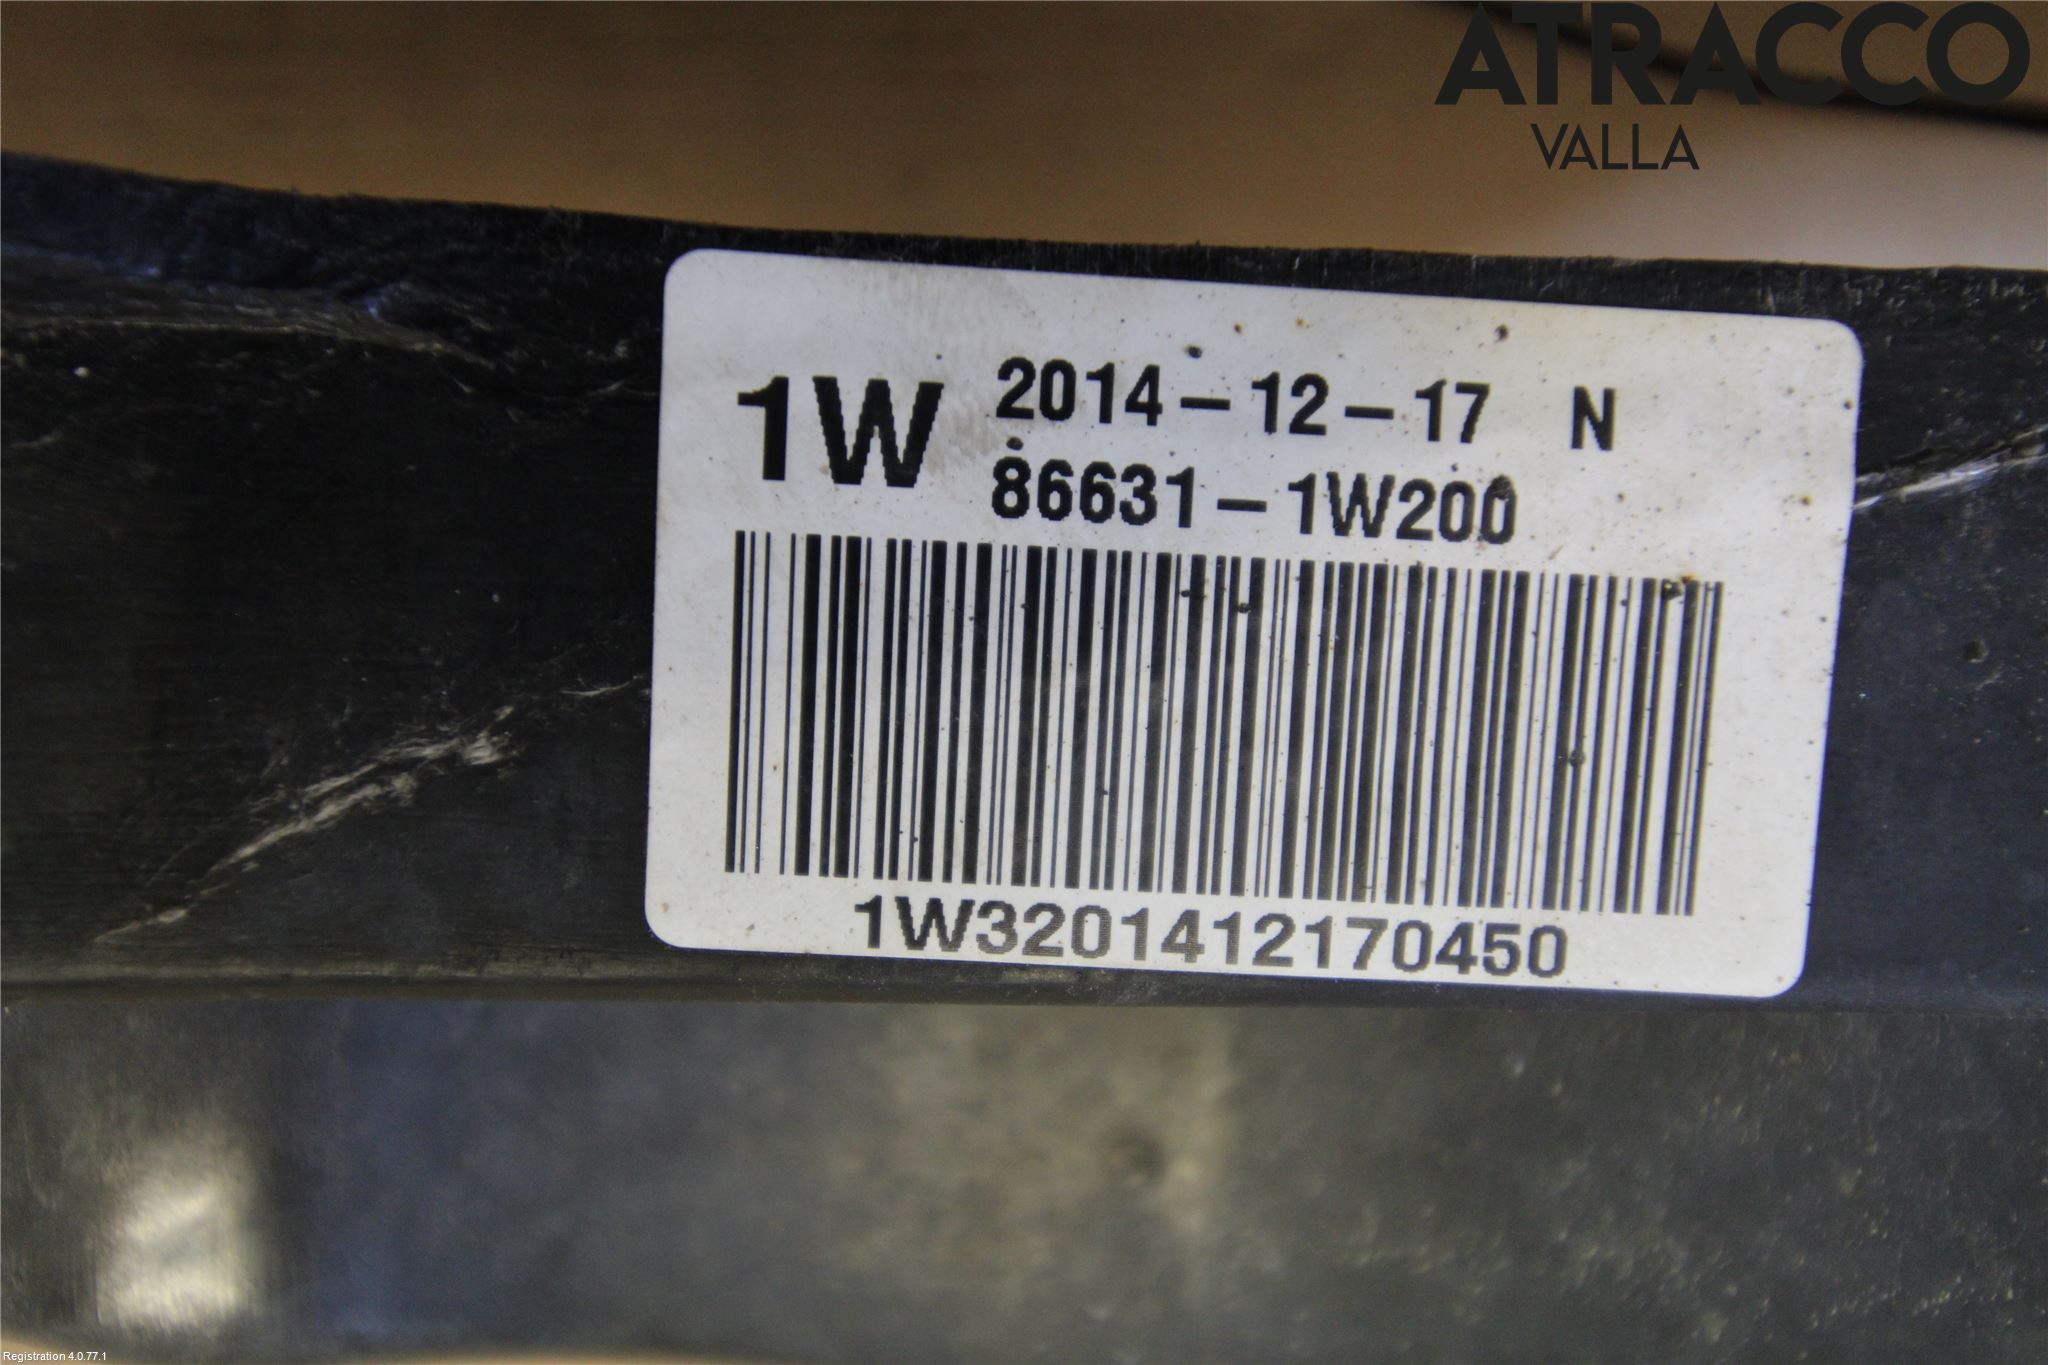 ATRACCO
VALLA
1W 2014-12-17 N
86631-1W200
1W3201412170450
Registration 4.0.77.1